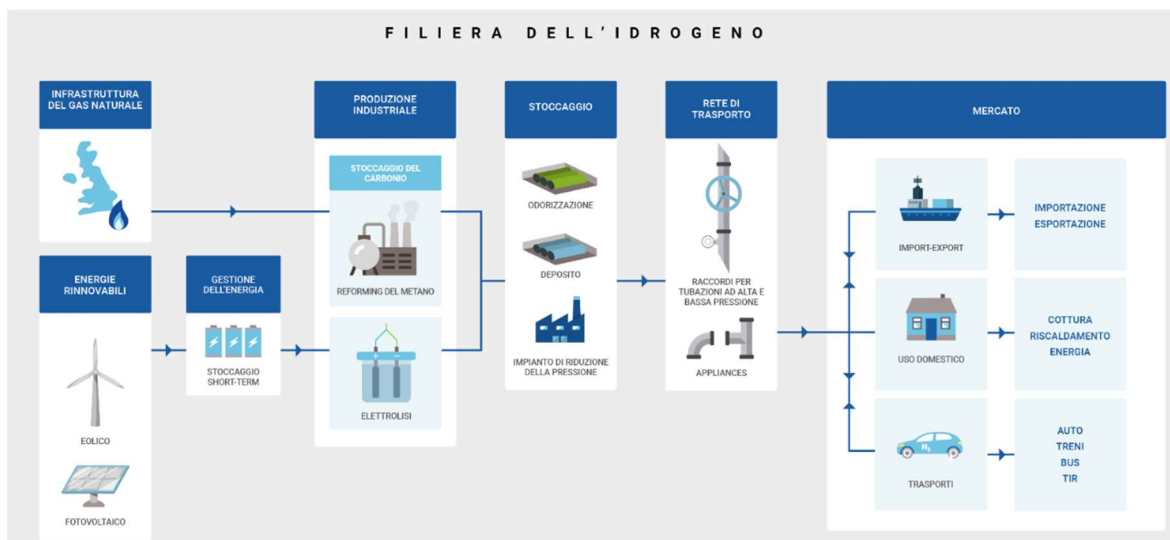 FILIERA DELL'IDROGENO
INFRASTRUTTURA
DEL GAS NATURALE
ENERGIE
RINNOVABILI
EOLICO
FOTOVOLTAICO
GESTIONE
DELL'ENERGIA
STOCCAGGIO
SHORT-TERM
PRODUZIONE
INDUSTRIALE
STOCCAGGIO DEL
CARBONIO
REFORMING DEL METANO
+ −
ELETTROLISI
STOCCAGGIO
ODORIZZAZIONE
DEPOSITO
IMPIANTO DI RIDUZIONE
DELLA PRESSIONE
RETE DI
TRASPORTO
RACCORDI PER
TUBAZIONI AD ALTA E
BASSA PRESSIONE
APPLIANCES
MERCATO
IMPORT-EXPORT
IMPORTAZIONE
ESPORTAZIONE
USO DOMESTICO
COTTURA
RISCALDAMENTO
ENERGIA
H₂
TRASPORTI
AUTO
TRENI
BUS
TIR